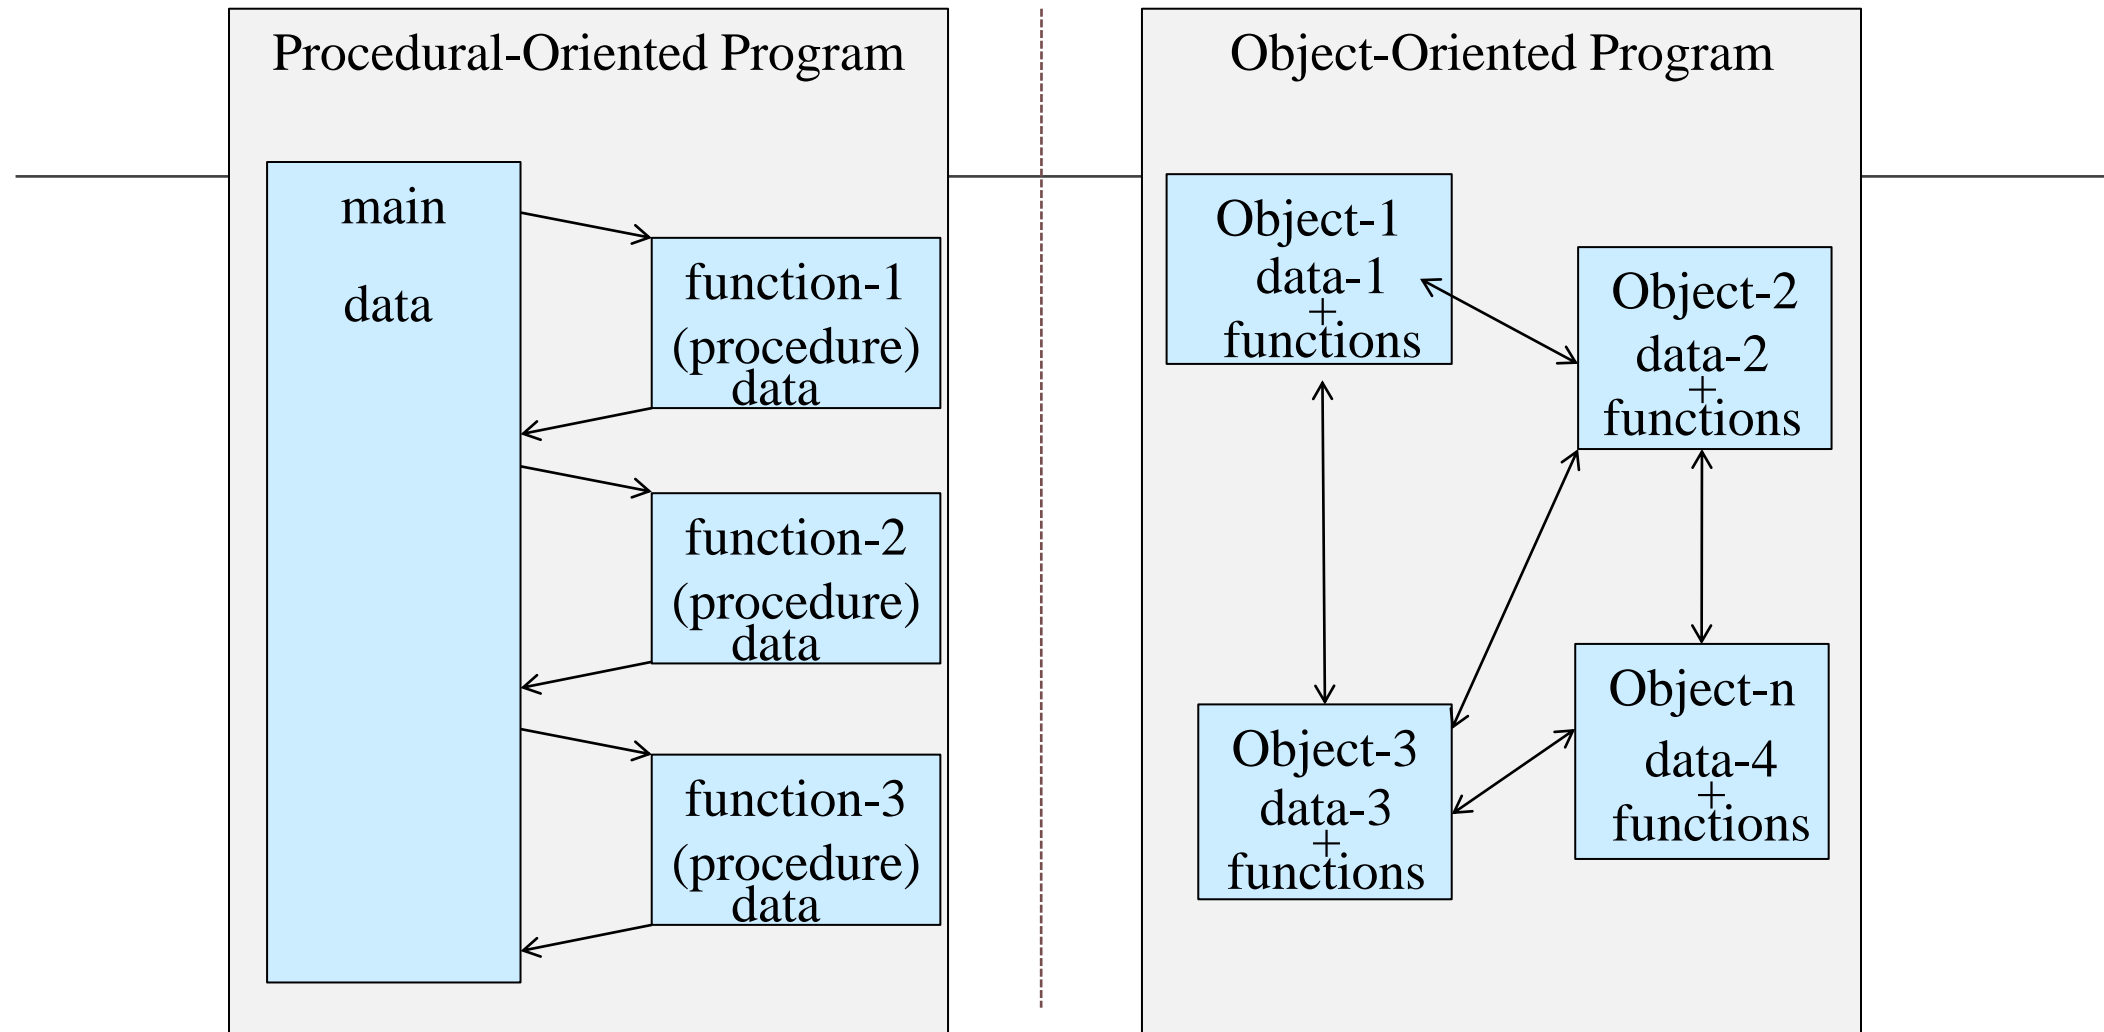 Procedural-Oriented Program
main
data
function-1
(procedure)
data
function-2
(procedure)
data
function-3
(procedure)
data
Object-Oriented Program
Object-1
data-1
+
functions
Object-2
data-2
+
functions
Object-3
data-3
+
functions
Object-n
data-4
+
functions